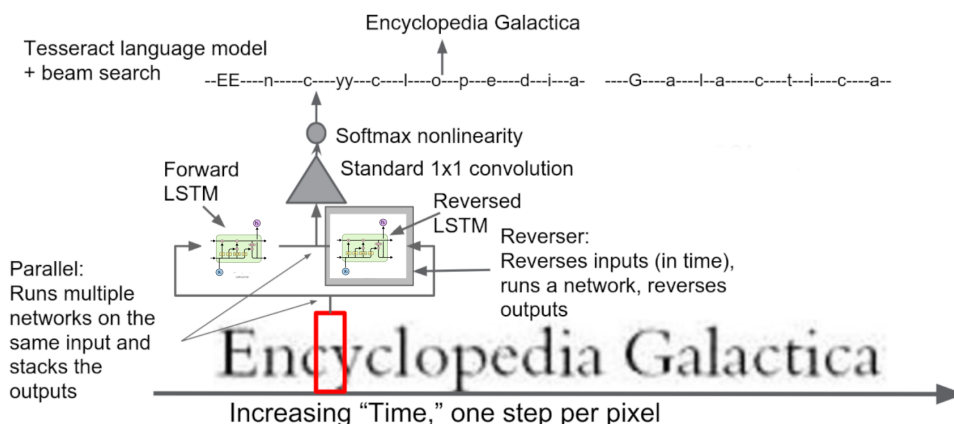 Encyclopedia Galactica
Tesseract language model
+ beam search
--EE----n-----c----yy---c---l---o---p---e---d---i---a- ---G---a---l---a---c---t---i---c---a--
Softmax nonlinearity
Standard 1x1 convolution
Forward
LSTM
Reversed
LSTM
Reverser:
Reverses inputs (in time),
runs a network, reverses
outputs
Parallel:
Runs multiple
networks on the
same input and
stacks the
outputs
Encyclopedia Galactica
Increasing “Time,” one step per pixel